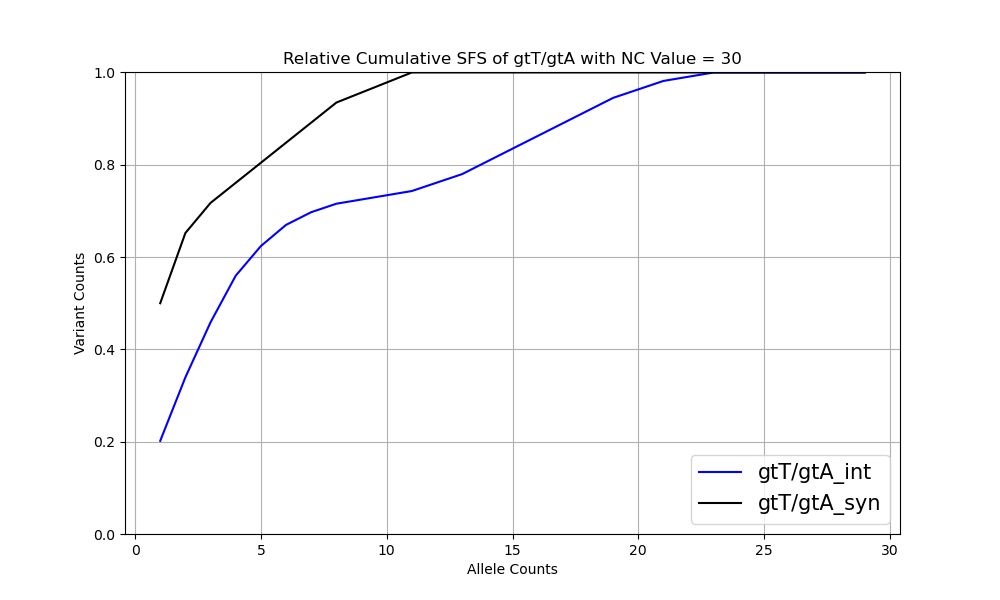 Relative Cumulative SFS of gtT/gtA with NC Value = 30
1.0
0.8
0.6
0.4
0.2
0.0
Variant Counts
gtT/gtA_int
gtT/gtA_syn
0 5 10 15 20 25 30
Allele Counts